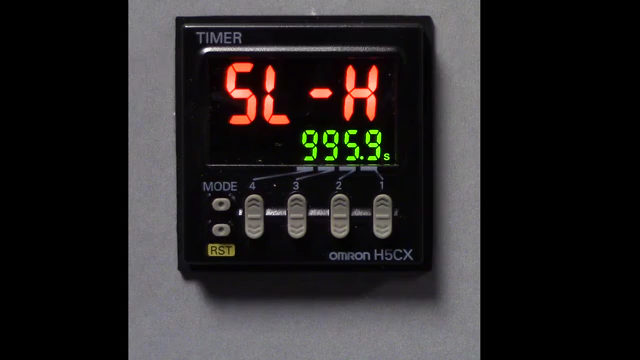 TIMER
SL-H
995.9s
MODE 4 3 2 1
RST
OMRON H5CX